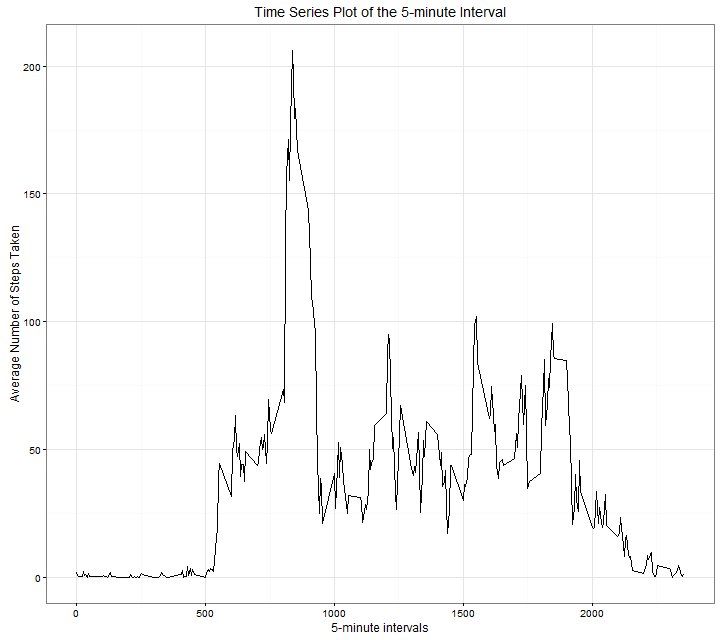 Time Series Plot of the 5-minute Interval
Average Number of Steps Taken
200
150
100
50
0
0 500 1000 1500 2000
5-minute intervals